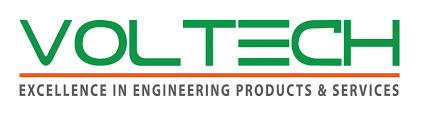 VOLTECH
EXCELLENCE IN ENGINEERING PRODUCTS & SERVICES